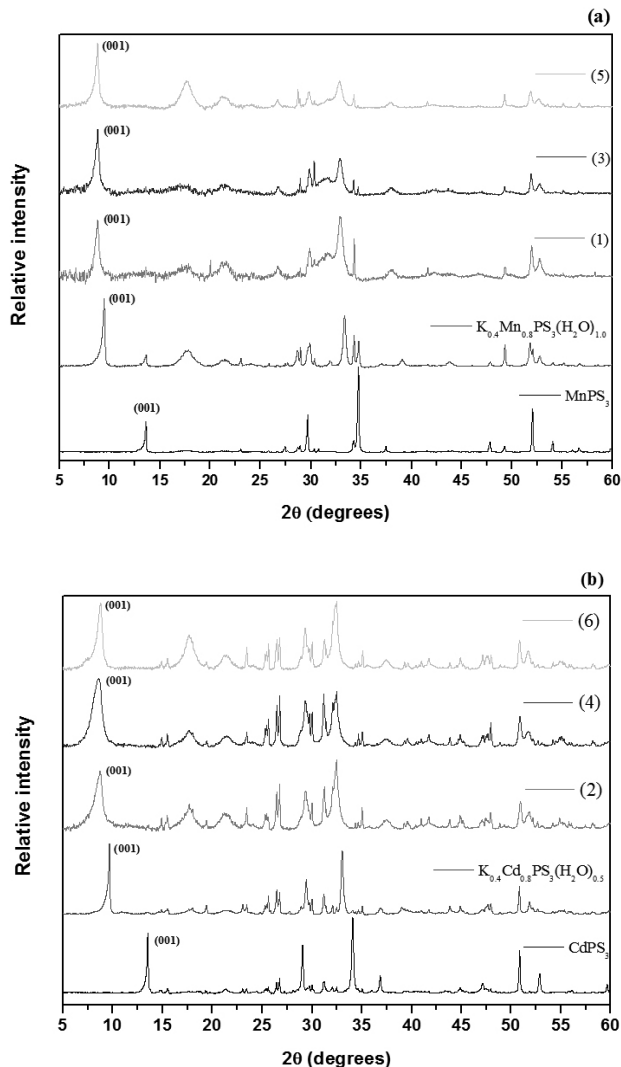 (a)
(001)
(5)
(001)
(3)
(001)
(1)
(001)
K0.4Mn0.8PS3(H2O)1.0
(001)
MnPS3
Relative intensity
5 10 15 20 25 30 35 40 45 50 55 60
2θ (degrees)
(b)
(001)
(6)
(001)
(4)
(001)
(2)
(001)
K0.4Cd0.8PS3(H2O)0.5
(001)
CdPS3
Relative intensity
5 10 15 20 25 30 35 40 45 50 55 60
2θ (degrees)